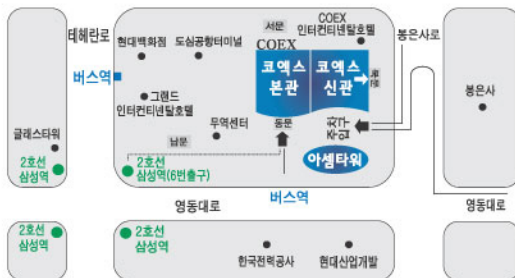 테헤란로
현대백화점
도심공항터미널
서문
COEX
COEX
인터컨티넨탈호텔
봉은사로
버스역
코엑스
본관
코엑스
신관
후문
봉은사
그랜드
인터컨티넨탈호텔
무역센터
동문
주차
입구
글래스타워
2호선
삼성역
남문
2호선
삼성역(6번출구)
아셈타워
버스역
영동대로
영동대로
2호선
삼성역
2호선
삼성역
한국전력공사
현대산업개발